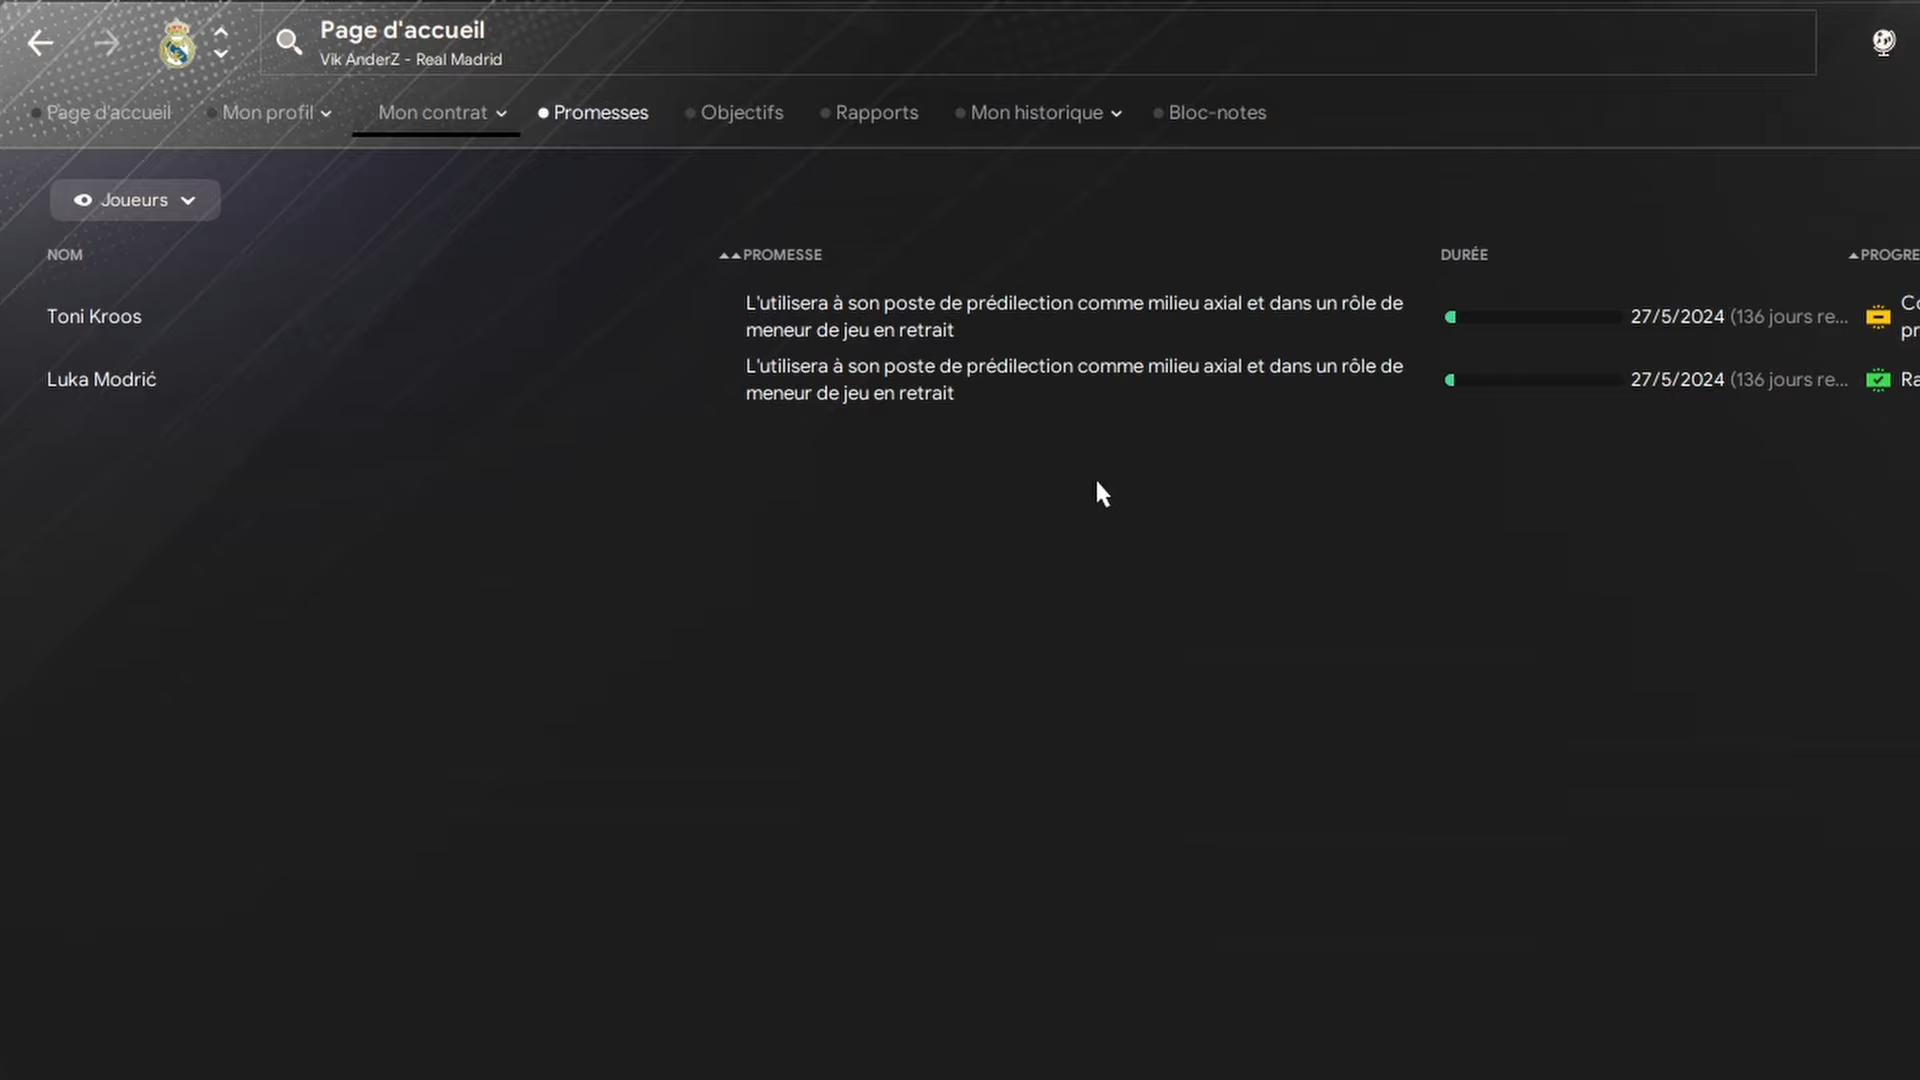 Page d'accueil
Vik AnderZ - Real Madrid
Page d'accueil Mon profil Mon contrat Promesses Objectifs Rapports Mon historique Bloc-notes
Joueurs
NOM PROMESSE DURÉE PROGRE
Toni Kroos
L'utilisera à son poste de prédilection comme milieu axial et dans un rôle de
meneur de jeu en retrait
27/5/2024 (136 jours re...
Co
pr
Luka Modrić
L'utilisera à son poste de prédilection comme milieu axial et dans un rôle de
meneur de jeu en retrait
27/5/2024 (136 jours re...
Ra